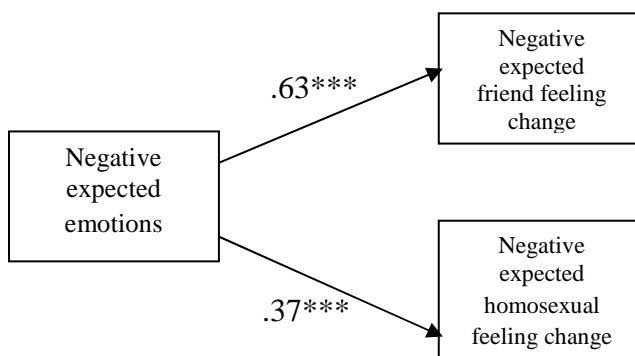 Negative
expected
friend feeling
change
.63***
Negative
expected
emotions
.37***
Negative
expected
homosexual
feeling change